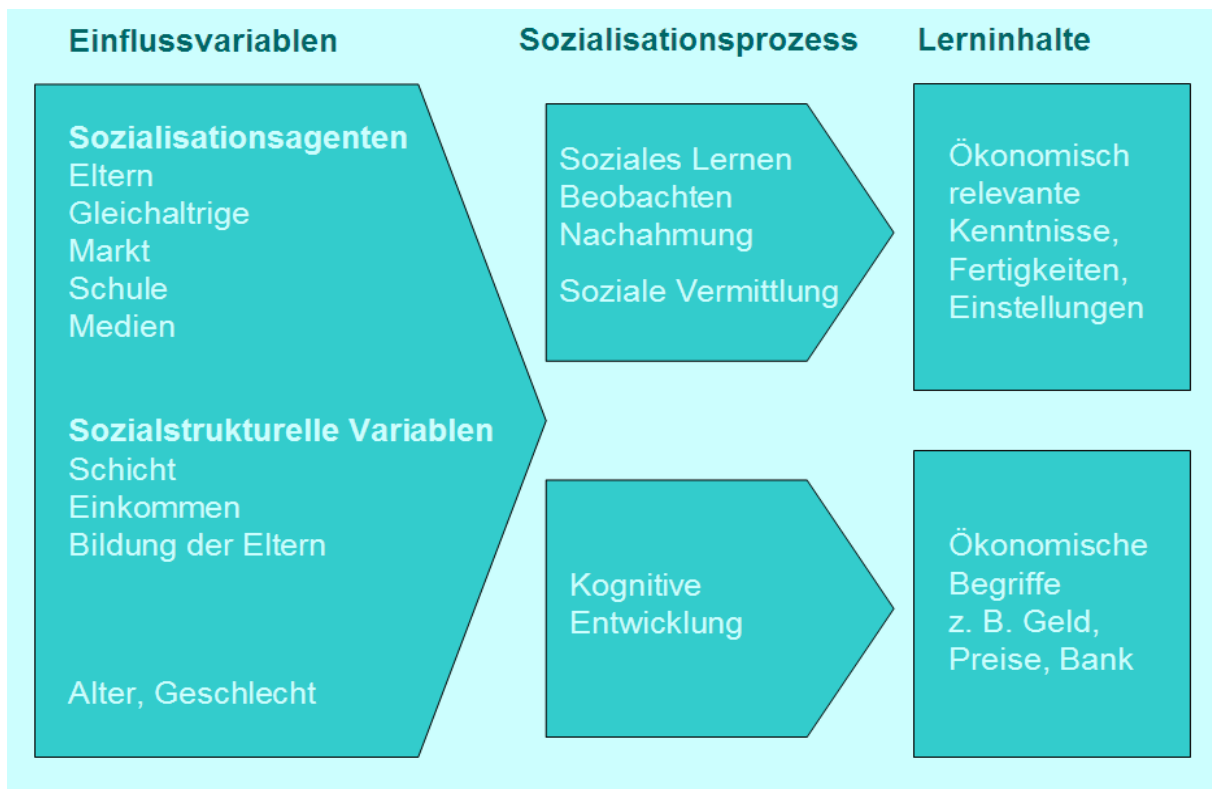 Einflussvariablen
Sozialisationsagenten
Eltern
Gleichaltrige
Markt
Schule
Medien
Sozialstrukturelle Variablen
Schicht
Einkommen
Bildung der Eltern
Alter, Geschlecht
Sozialisationsprozess
Soziales Lernen
Beobachten
Nachahmung
Soziale Vermittlung
Kognitive
Entwicklung
Lerninhalte
Ökonomisch
relevante
Kenntnisse,
Fertigkeiten,
Einstellungen
Ökonomische
Begriffe
z. B. Geld,
Preise, Bank